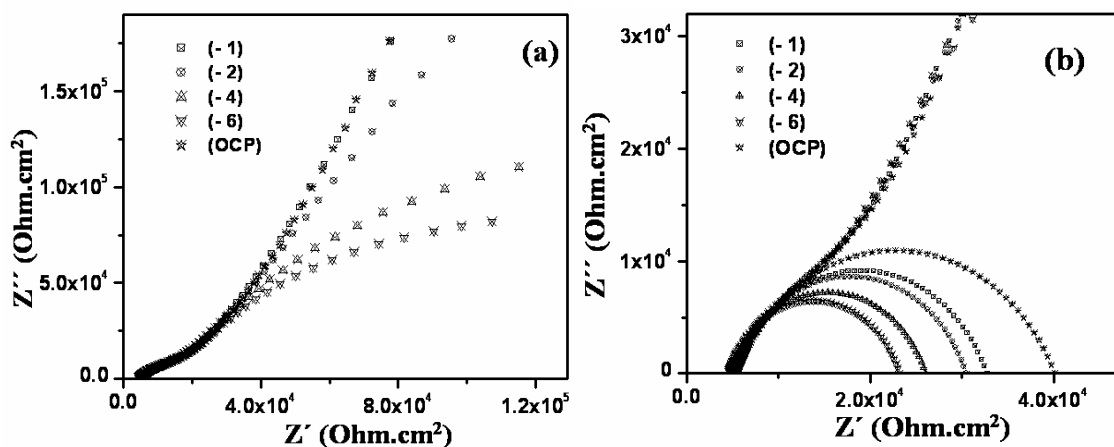 (a)
(- 1)
(- 2)
(- 4)
(- 6)
(OCP)
Z´´ (Ohm.cm²)
1.5x10⁵
1.0x10⁵
5.0x10⁴
0.0
0.0 4.0x10⁴ 8.0x10⁴ 1.2x10⁵
Z´ (Ohm.cm²)
(b)
(- 1)
(- 2)
(- 4)
(- 6)
(OCP)
Z´´ (Ohm.cm²)
3x10⁴
2x10⁴
1x10⁴
0
2.0x10⁴ 4.0x10⁴
Z´ (Ohm.cm²)